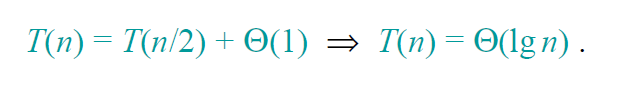 T(n) = T(n/2) + Θ(1) ⟹ T(n) = Θ(lg n) .